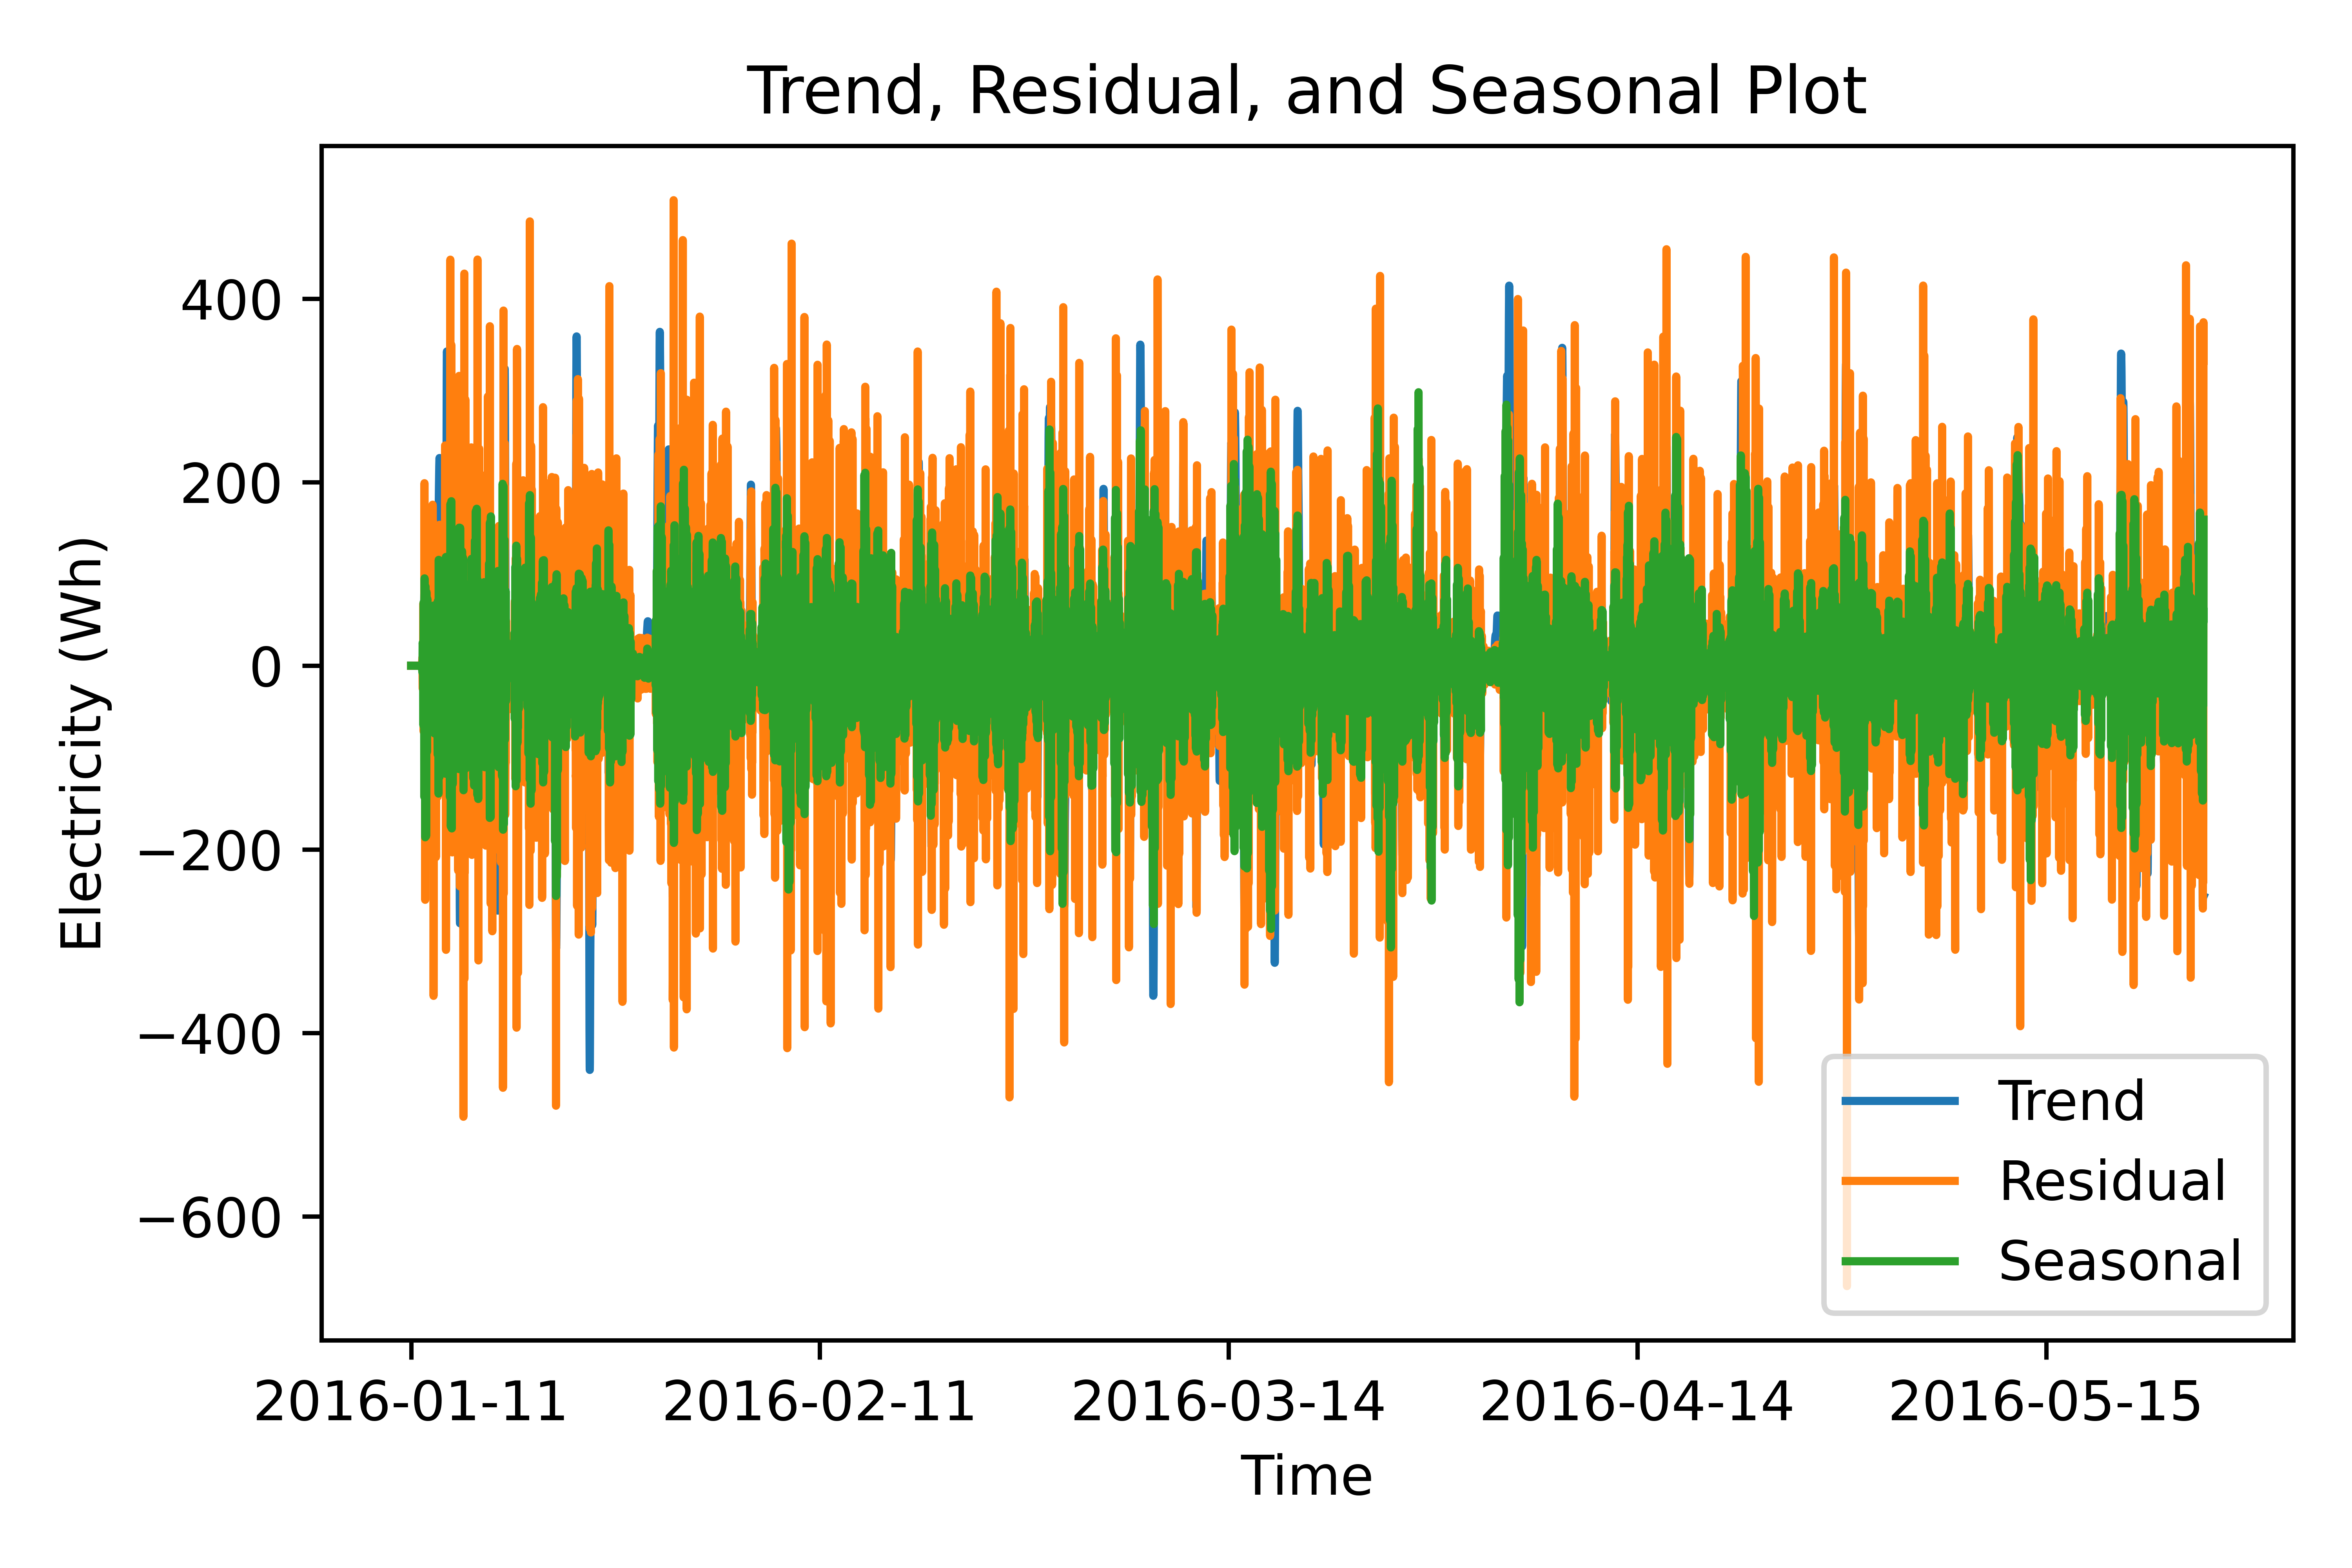 Trend, Residual, and Seasonal Plot
Electricity (Wh)
400
200
0
−200
−400
−600
Trend
Residual
Seasonal
2016-01-11 2016-02-11 2016-03-14 2016-04-14 2016-05-15
Time